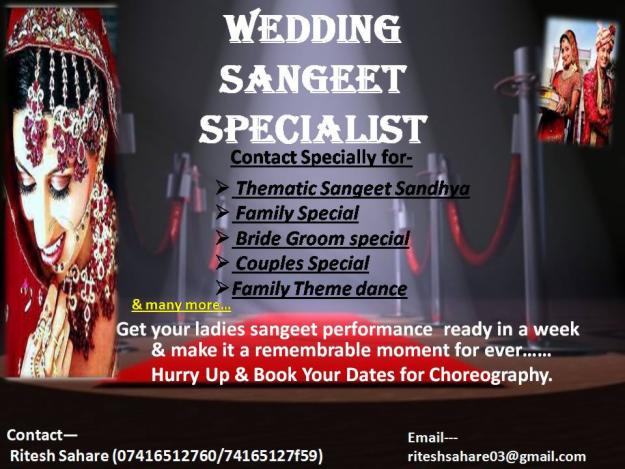 WEDDING
SANGEET
SPECIALIST
Contact Specially for-
➢ Thematic Sangeet Sandhya
➢ Family Special
➢ Bride Groom special
➢ Couples Special
➢ Family Theme dance
& many more...
Get your ladies sangeet performance ready in a week
& make it a remembrable moment for ever......
Hurry Up & Book Your Dates for Choreography.
Contact—
Ritesh Sahare (07416512760/74165127f59)
Email---
riteshsahare03@gmail.com